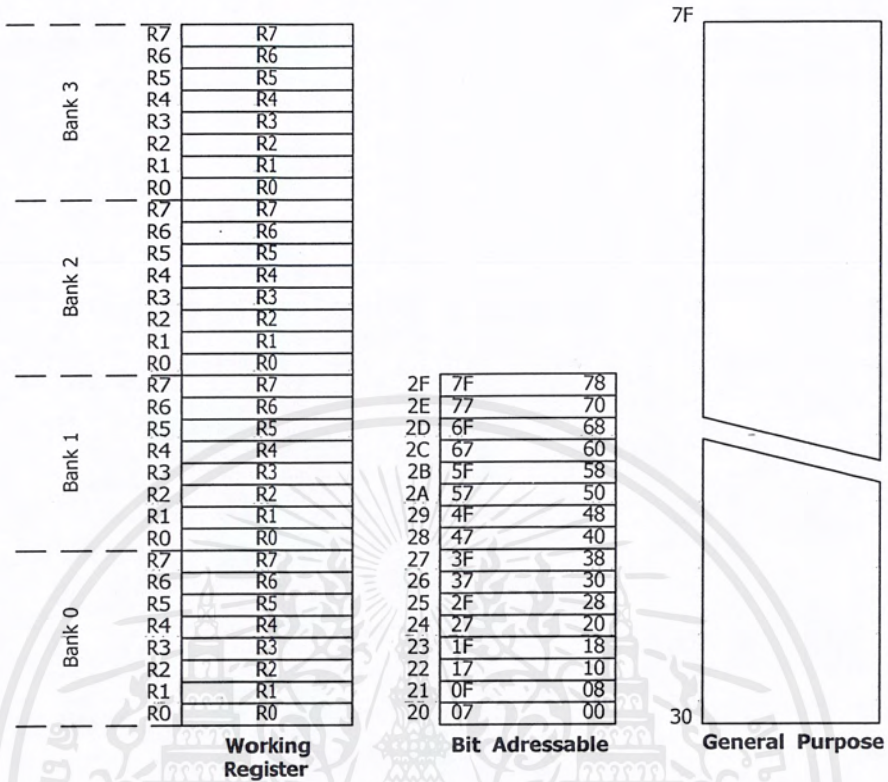 7F
R7 R7
R6 R6
R5 R5
Bank 3
R4 R4
R3 R3
R2 R2
R1 R1
R0 R0
R7 R7
R6 R6
R5 R5
Bank 2
R4 R4
R3 R3
R2 R2
R1 R1
R0 R0
R7 R7
R6 R6
R5 R5
Bank 1
R4 R4
R3 R3
R2 R2
R1 R1
R0 R0
R7 R7
R6 R6
R5 R5
Bank 0
R4 R4
R3 R3
R2 R2
R1 R1
R0 R0
Working
Register
2F 7F 78
2E 77 70
2D 6F 68
2C 67 60
2B 5F 58
2A 57 50
29 4F 48
28 47 40
27 3F 38
26 37 30
25 2F 28
24 27 20
23 1F 18
22 17 10
21 0F 08
20 07 00
Bit Adressable
30
General Purpose